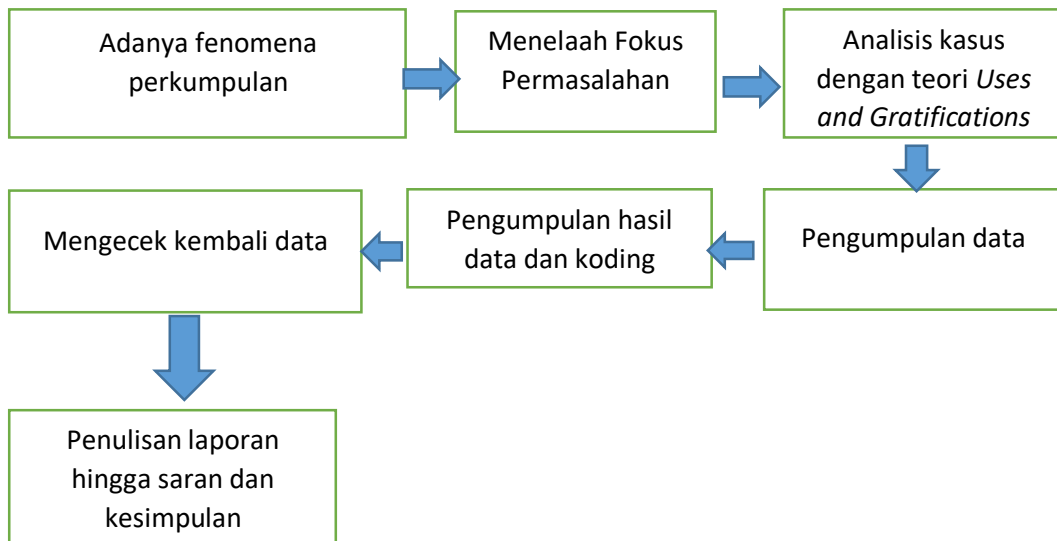 Adanya fenomena
perkumpulan
Menelaah Fokus
Permasalahan
Analisis kasus
dengan teori Uses
and Gratifications
Pengumpulan data
Pengumpulan hasil
data dan koding
Mengecek kembali data
Penulisan laporan
hingga saran dan
kesimpulan